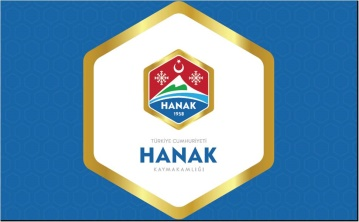 HANAK
1958
TÜRKİYE CUMHURİYETİ
HANAK
KAYMAKAMLIĞI